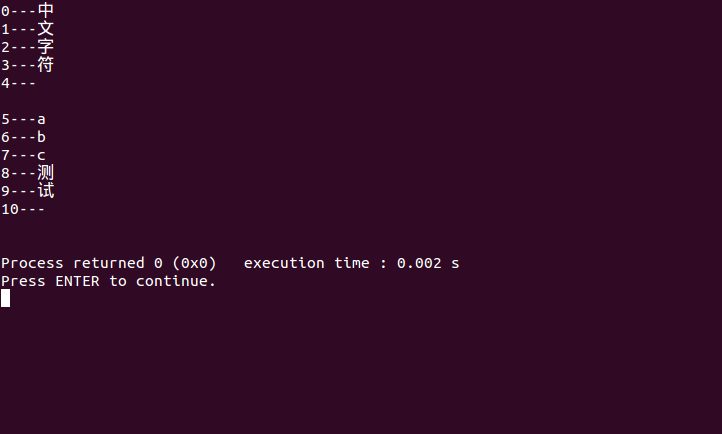 0---中
1---文
2---字
3---符
4---
5---a
6---b
7---c
8---测
9---试
10---
Process returned 0 (0x0)   execution time : 0.002 s
Press ENTER to continue.